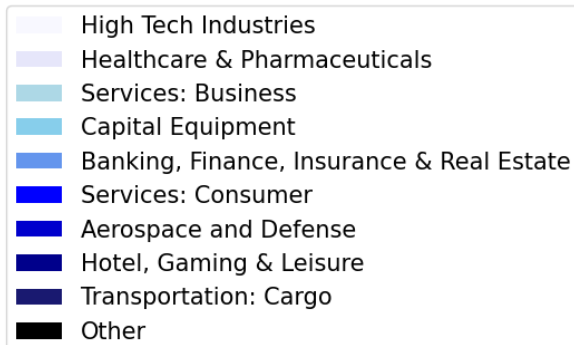 High Tech Industries
Healthcare & Pharmaceuticals
Services: Business
Capital Equipment
Banking, Finance, Insurance & Real Estate
Services: Consumer
Aerospace and Defense
Hotel, Gaming & Leisure
Transportation: Cargo
Other